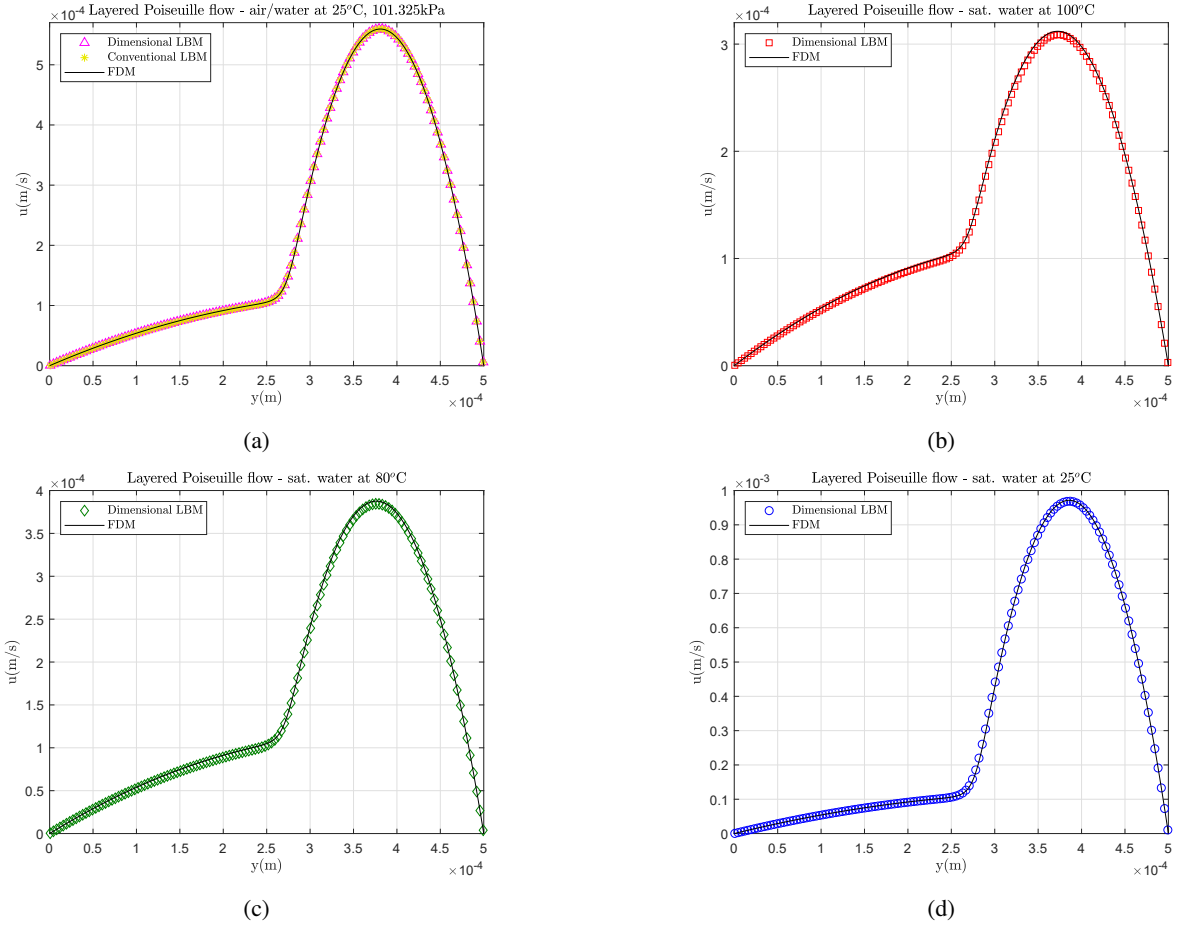 Layered Poiseuille flow - air/water at 25°C, 101.325kPa
×10-4
Dimensional LBM
Conventional LBM
FDM
u(m/s)
5
4
3
2
1
0
0 0.5 1 1.5 2 2.5 3 3.5 4 4.5 5
y(m)
×10-4
(a)
Layered Poiseuille flow - sat. water at 100°C
×10-4
Dimensional LBM
FDM
u(m/s)
3
2
1
0
0 0.5 1 1.5 2 2.5 3 3.5 4 4.5 5
y(m)
×10-4
(b)
Layered Poiseuille flow - sat. water at 80°C
×10-4
Dimensional LBM
FDM
u(m/s)
4
3.5
3
2.5
2
1.5
1
0.5
0
0 0.5 1 1.5 2 2.5 3 3.5 4 4.5 5
y(m)
×10-4
(c)
Layered Poiseuille flow - sat. water at 25°C
×10-3
Dimensional LBM
FDM
u(m/s)
1
0.9
0.8
0.7
0.6
0.5
0.4
0.3
0.2
0.1
0
0 0.5 1 1.5 2 2.5 3 3.5 4 4.5 5
y(m)
×10-4
(d)